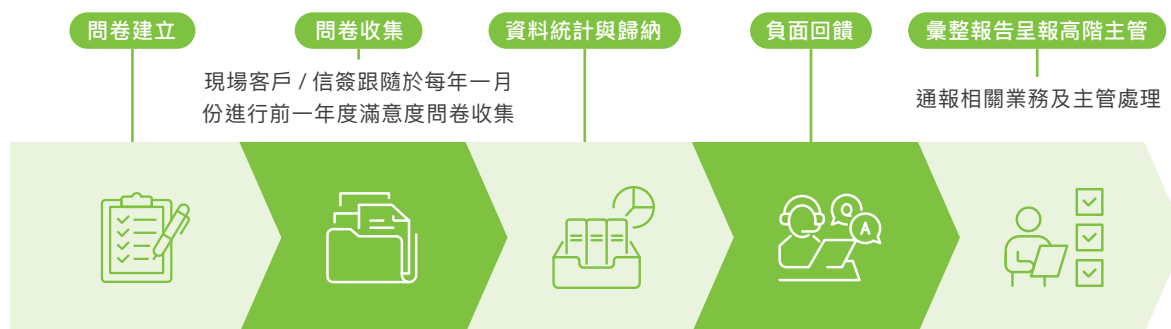 問卷建立
問卷收集
資料統計與歸納
負面回饋
彙整報告呈報高階主管
現場客戶 / 信簽跟隨於每年一月
份進行前一年度滿意度問卷收集
通報相關業務及主管處理
Q
A